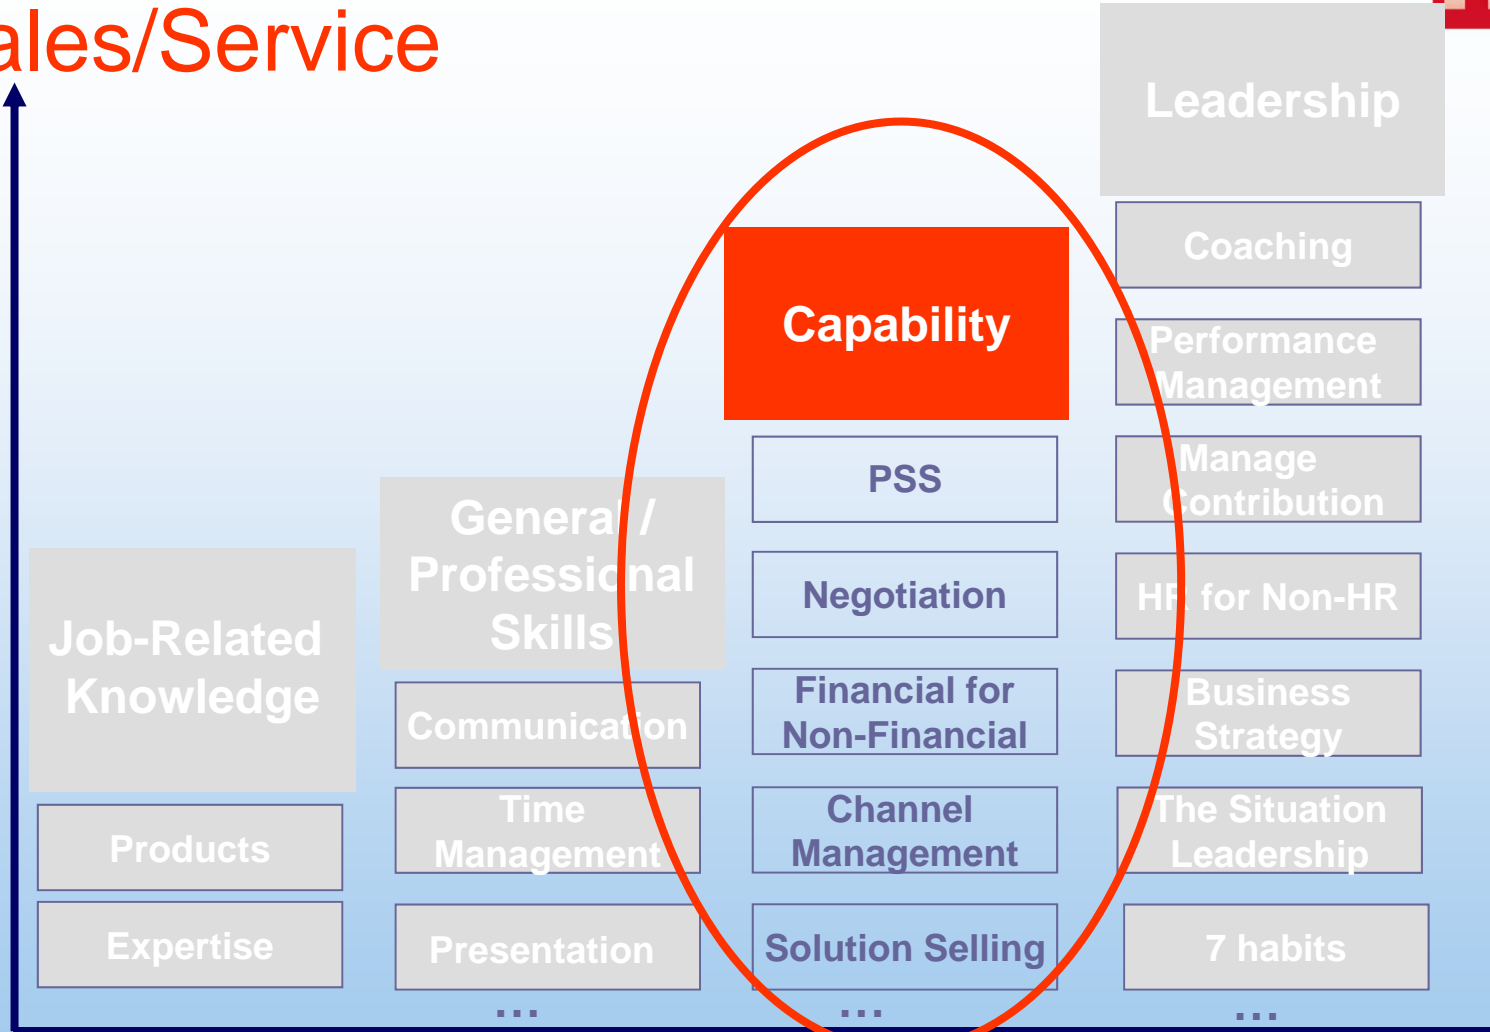 ales/Service
Job-Related
Knowledge
Products
Expertise
General /
Professional
Skills
Communication
Time
Management
Presentation
...
Capability
PSS
Negotiation
Financial for
Non-Financial
Channel
Management
Solution Selling
...
Leadership
Coaching
Performance
Management
Manage
Contribution
HR for Non-HR
Business
Strategy
The Situation
Leadership
7 habits
...